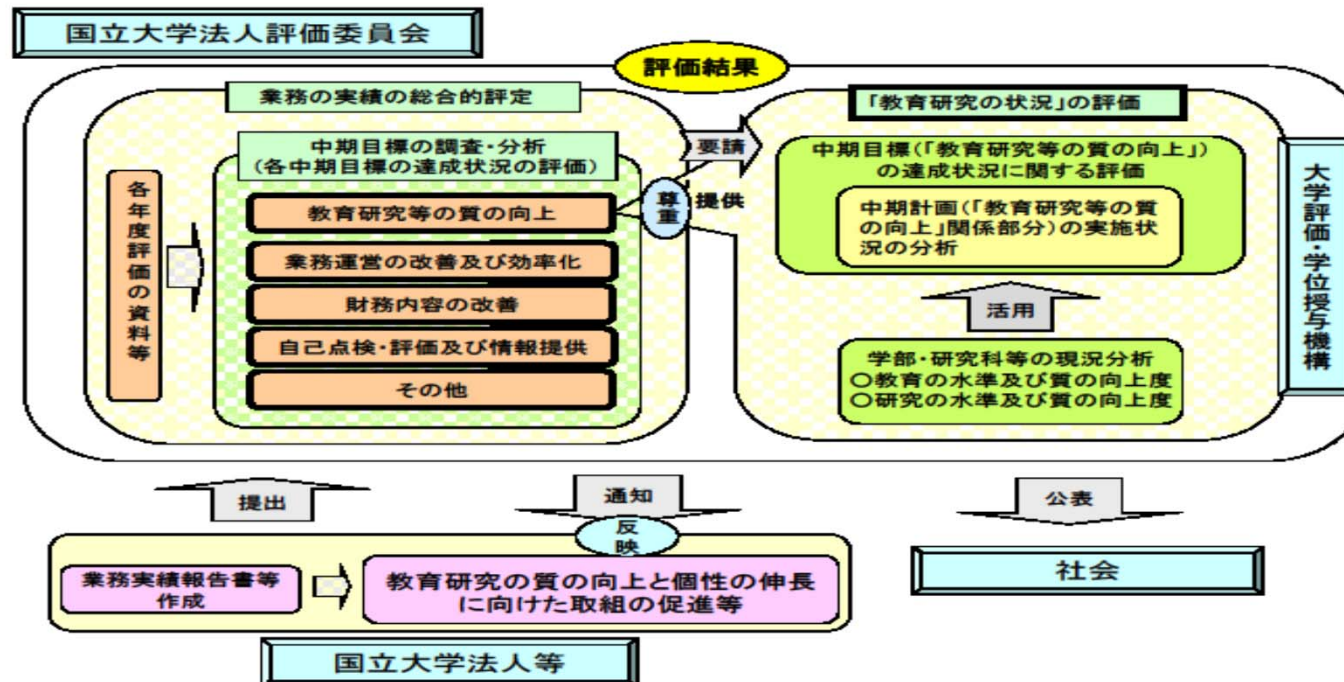 国立大学法人評価委員会
評価結果
業務の実績の総合的評定
中期目標の調査・分析
(各中期目標の達成状況の評価)
各年度評価の資料等
教育研究等の質の向上
業務運営の改善及び効率化
財務内容の改善
自己点検・評価及び情報提供
その他
要請
尊重
提供
「教育研究の状況」の評価
中期目標(「教育研究等の質の向上」)
の達成状況に関する評価
中期計画(「教育研究等の質
の向上」関係部分)の実施状
況の分析
活用
学部・研究科等の現況分析
○教育の水準及び質の向上度
○研究の水準及び質の向上度
大学評価・学位授与機構
提出
通知
公表
反映
業務実績報告書等
作成
教育研究の質の向上と個性の伸長
に向けた取組の促進等
社会
国立大学法人等